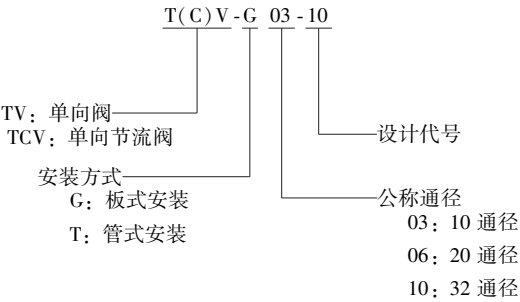 T(C)V-G 03-10
TV：单向阀
TCV：单向节流阀
设计代号
安装方式
G：板式安装
T：管式安装
公称通径
03：10 通径
06：20 通径
10：32 通径